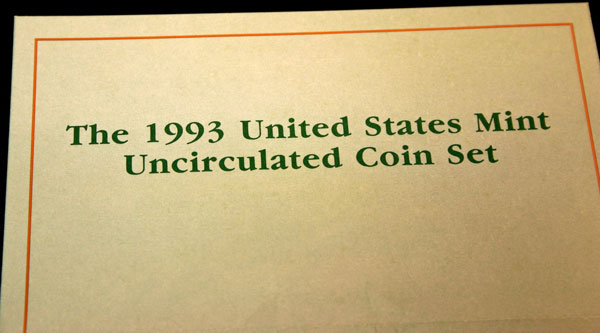 The 1993 United States Mint
Uncirculated Coin Set